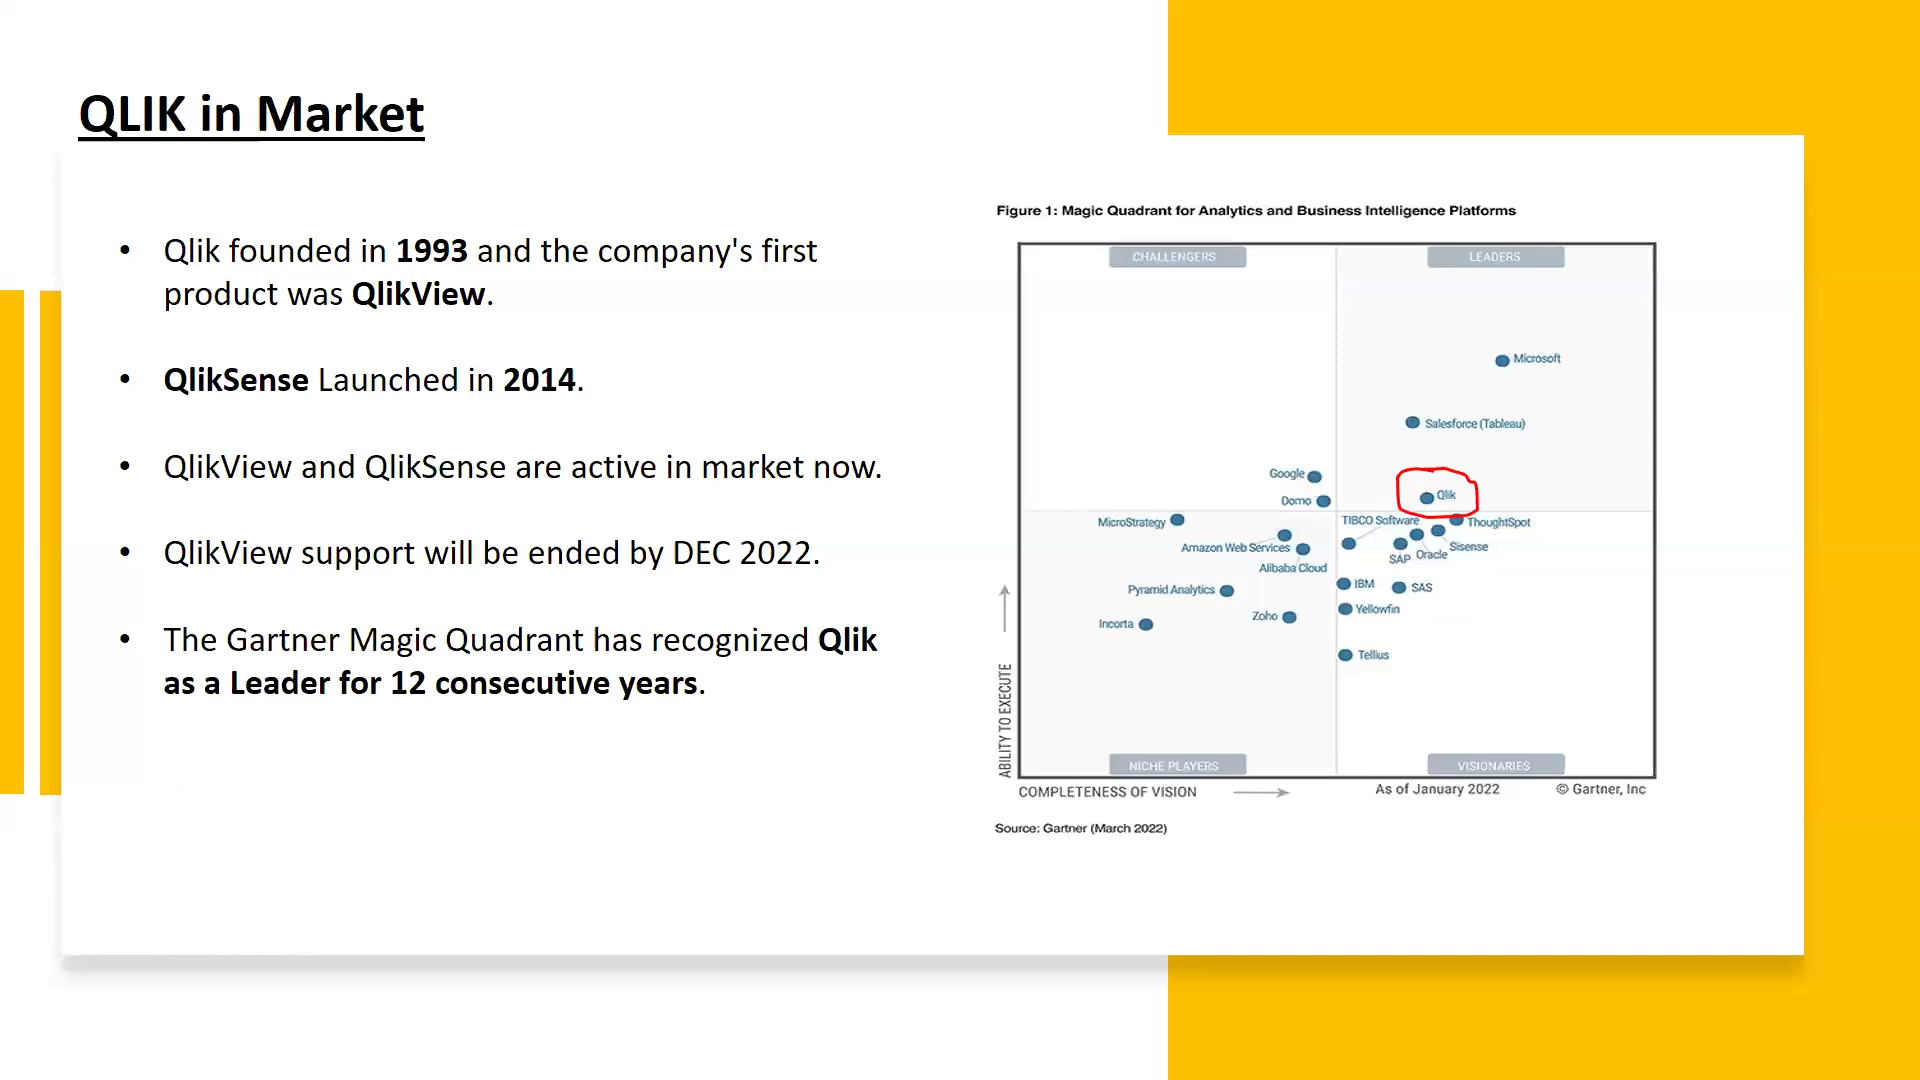 QLIK in Market
• Qlik founded in 1993 and the company's first
product was QlikView.
• QlikSense Launched in 2014.
• QlikView and QlikSense are active in market now.
• QlikView support will be ended by DEC 2022.
• The Gartner Magic Quadrant has recognized Qlik
as a Leader for 12 consecutive years.
Figure 1: Magic Quadrant for Analytics and Business Intelligence Platforms
CHALLENGERS
LEADERS
Microsoft
Salesforce (Tableau)
Google
Domo
Qlik
MicroStrategy
TIBCO Software
ThoughtSpot
Amazon Web Services
Sisense
Oracle
SAP
Alibaba Cloud
Pyramid Analytics
IBM
SAS
Yellowfin
Zoho
Incorta
Tellius
ABILITY TO EXECUTE
NICHE PLAYERS
VISIONARIES
COMPLETENESS OF VISION
As of January 2022
© Gartner, Inc
Source: Gartner (March 2022)